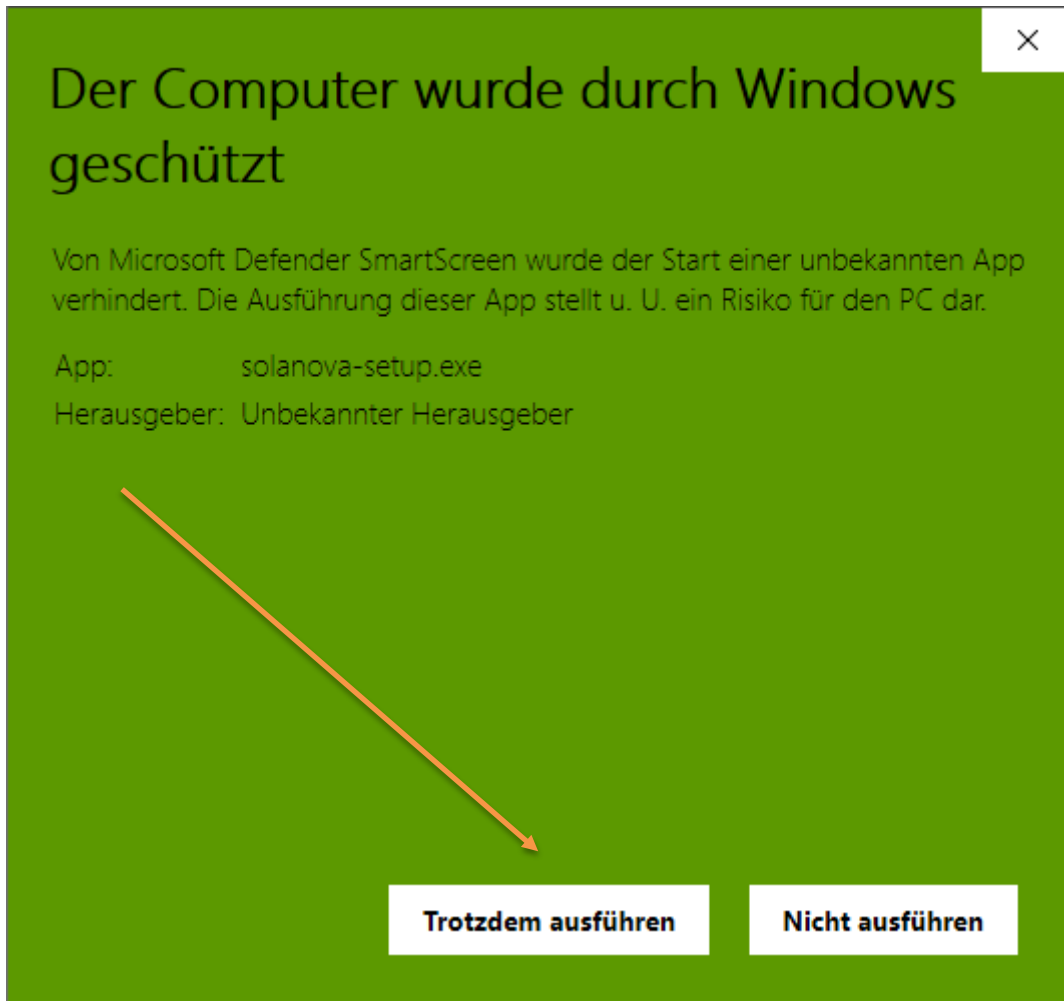 Der Computer wurde durch Windows
geschützt
Von Microsoft Defender SmartScreen wurde der Start einer unbekannten App
verhindert. Die Ausführung dieser App stellt u. U. ein Risiko für den PC dar.
App: solanova-setup.exe
Herausgeber: Unbekannter Herausgeber
Trotzdem ausführen Nicht ausführen